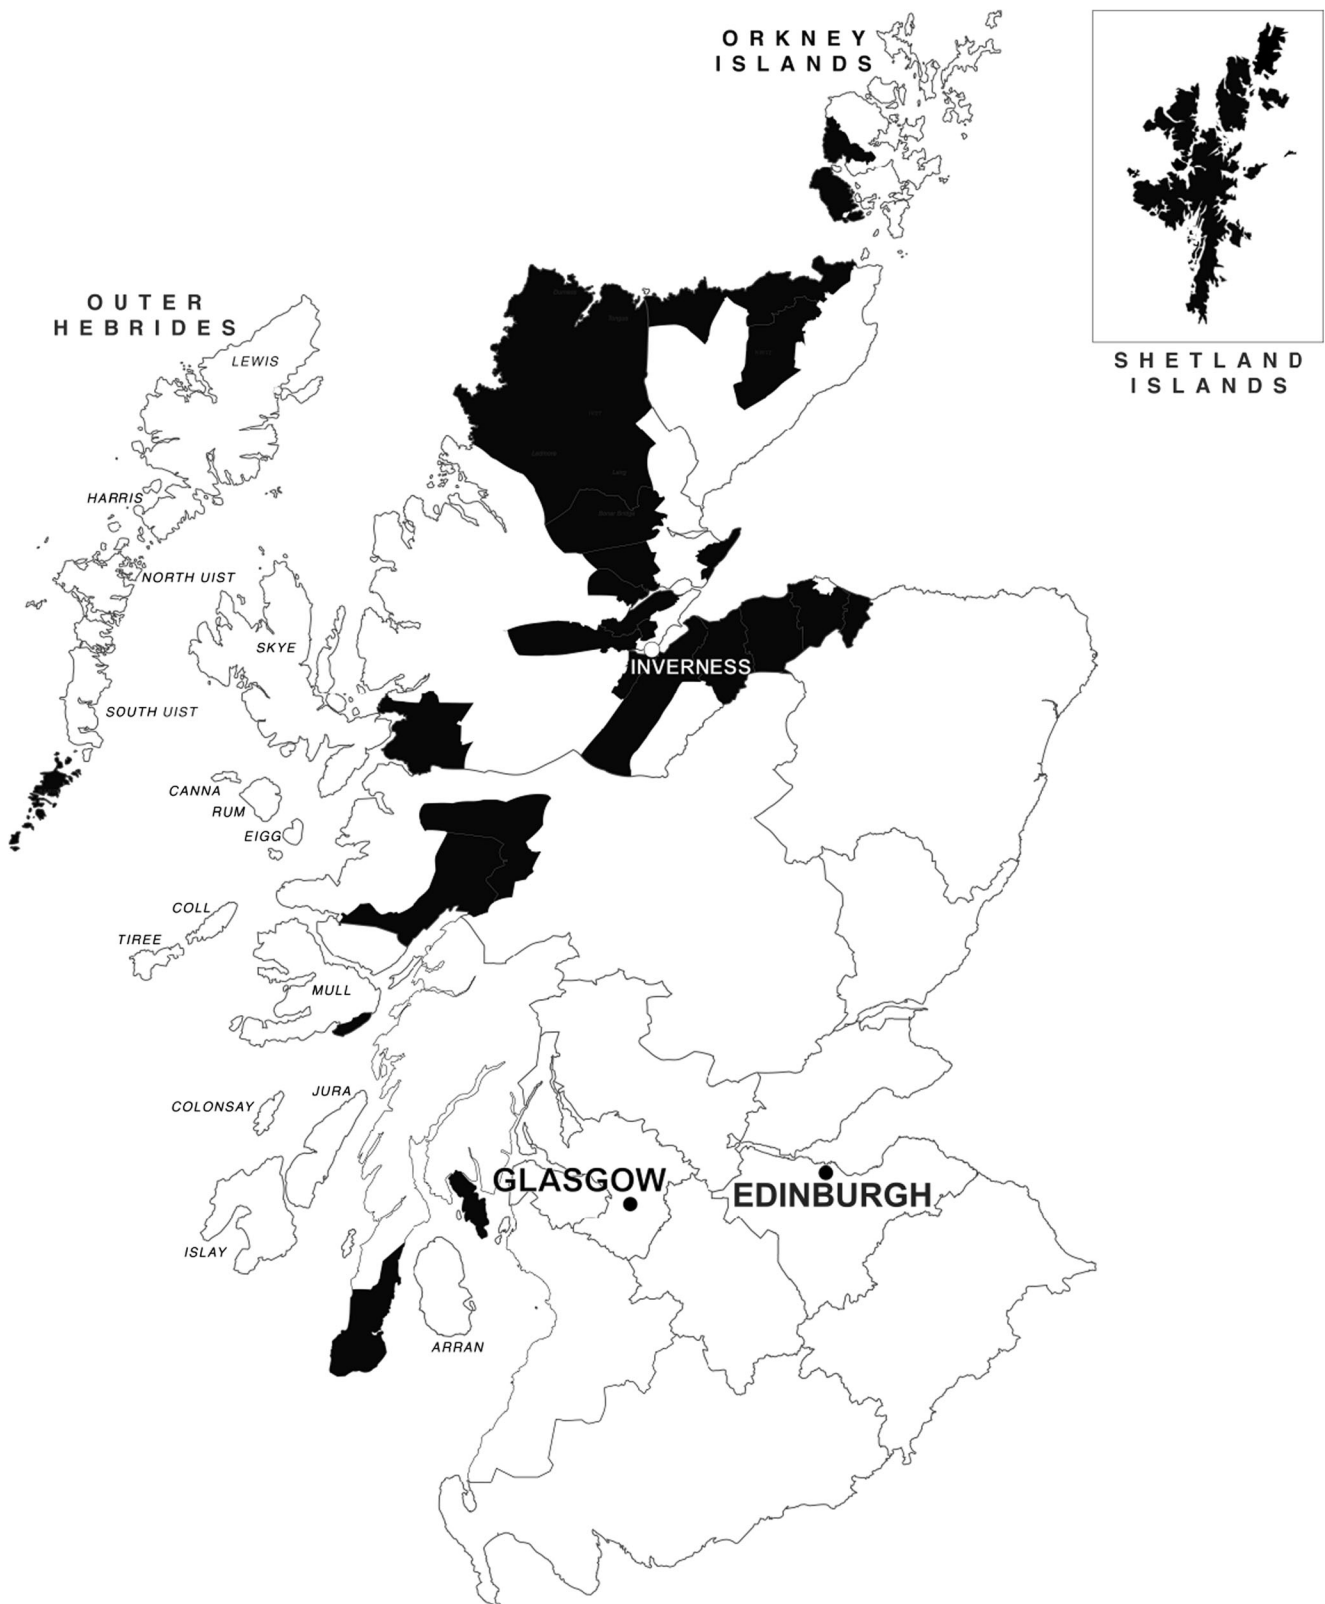 ORKNEY
ISLANDS
OUTER
HEBRIDES
LEWIS
SHETLAND
ISLANDS
HARRIS
NORTH UIST
SKYE
INVERNESS
SOUTH UIST
CANNA
RUM
EIGG
COLL
TIREE
MULL
JURA
COLONSAY
GLASGOW
EDINBURGH
ISLAY
ARRAN